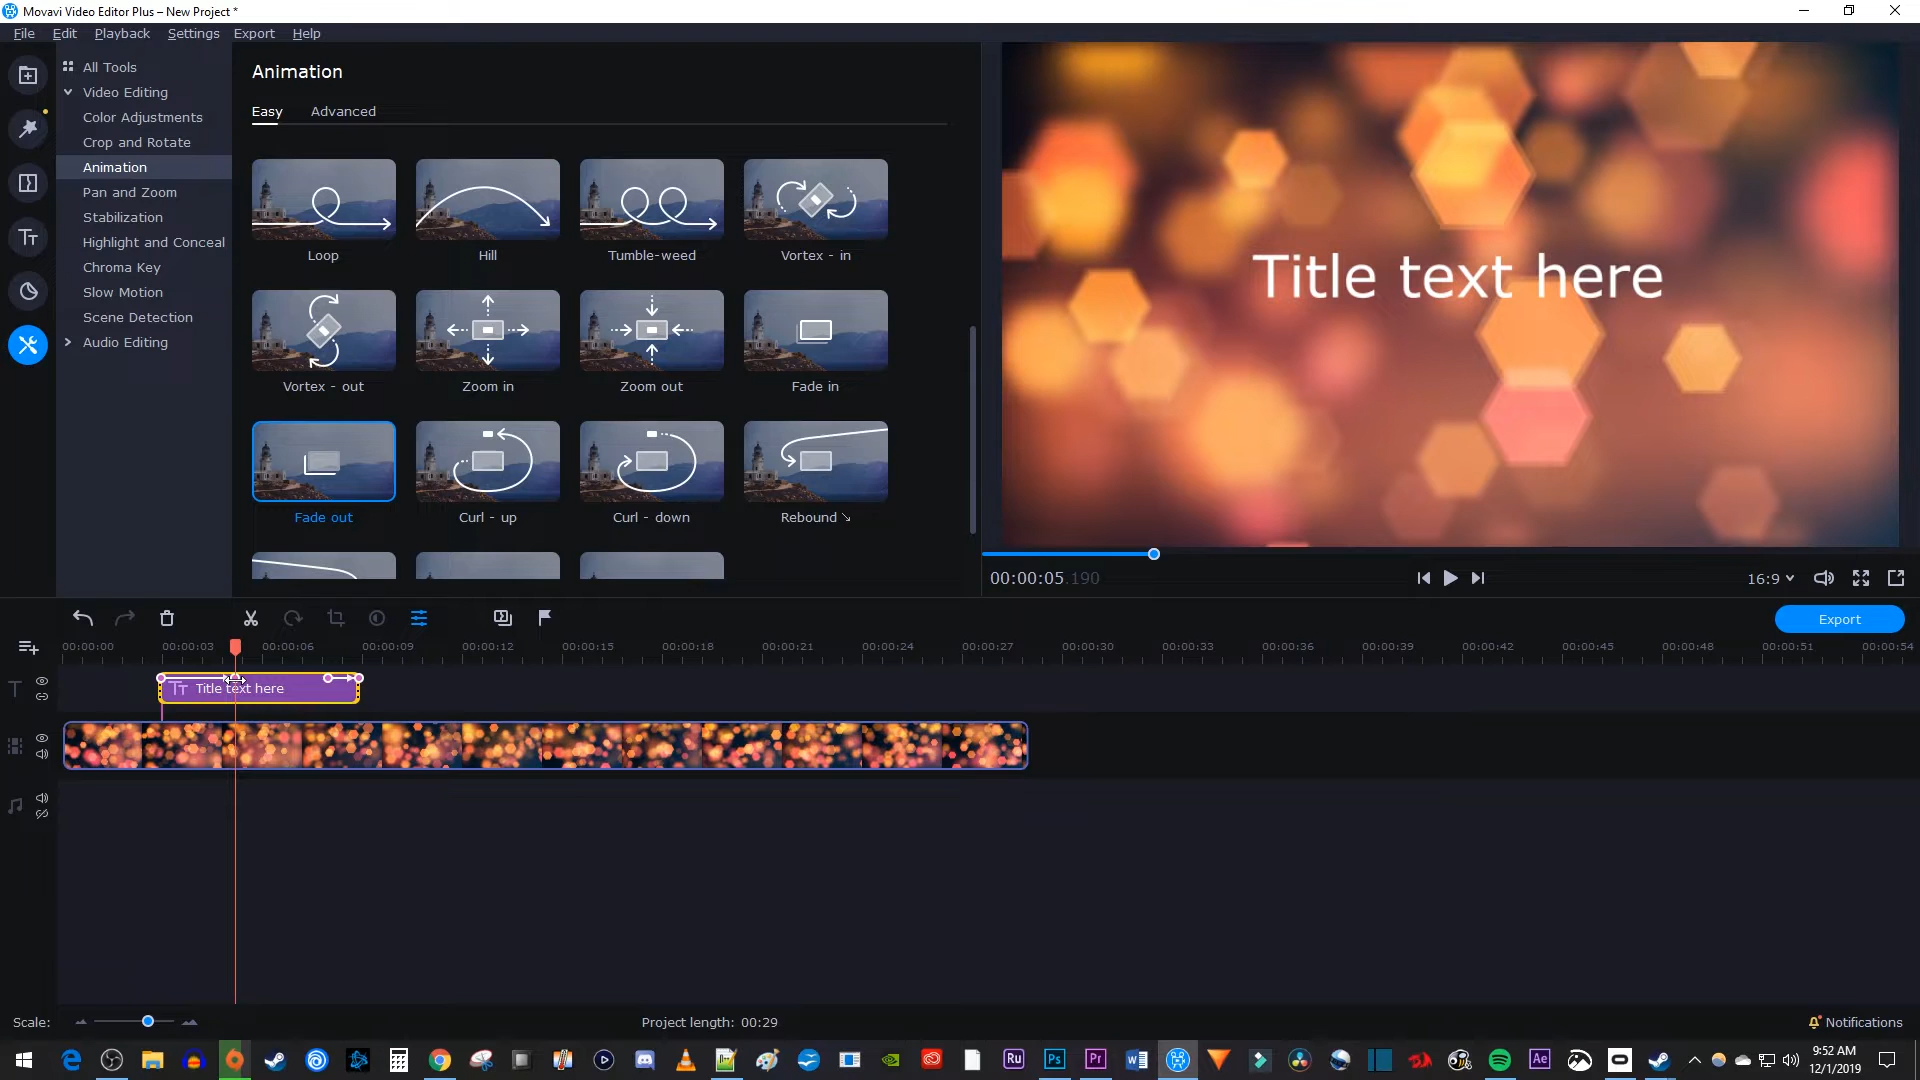 Movavi Video Editor Plus – New Project *
File Edit Playback Settings Export Help
All Tools
Video Editing
Color Adjustments
Crop and Rotate
Animation
Pan and Zoom
Stabilization
Highlight and Conceal
Chroma Key
Slow Motion
Scene Detection
Audio Editing
Animation
Easy Advanced
Loop Hill Tumble-weed Vortex - in
Vortex - out Zoom in Zoom out Fade in
Fade out Curl - up Curl - down Rebound ↘
Title text here
00:00:05.190
16:9
Export
00:00:00 00:00:03 00:00:06 00:00:09 00:00:12 00:00:15 00:00:18 00:00:21 00:00:24 00:00:27 00:00:30 00:00:33 00:00:36 00:00:39 00:00:42 00:00:45 00:00:48 00:00:51 00:00:54
Tт Title text here
Scale:
Project length: 00:29
Notifications
Ru Ps Pr Ae
9:52 AM
12/1/2019